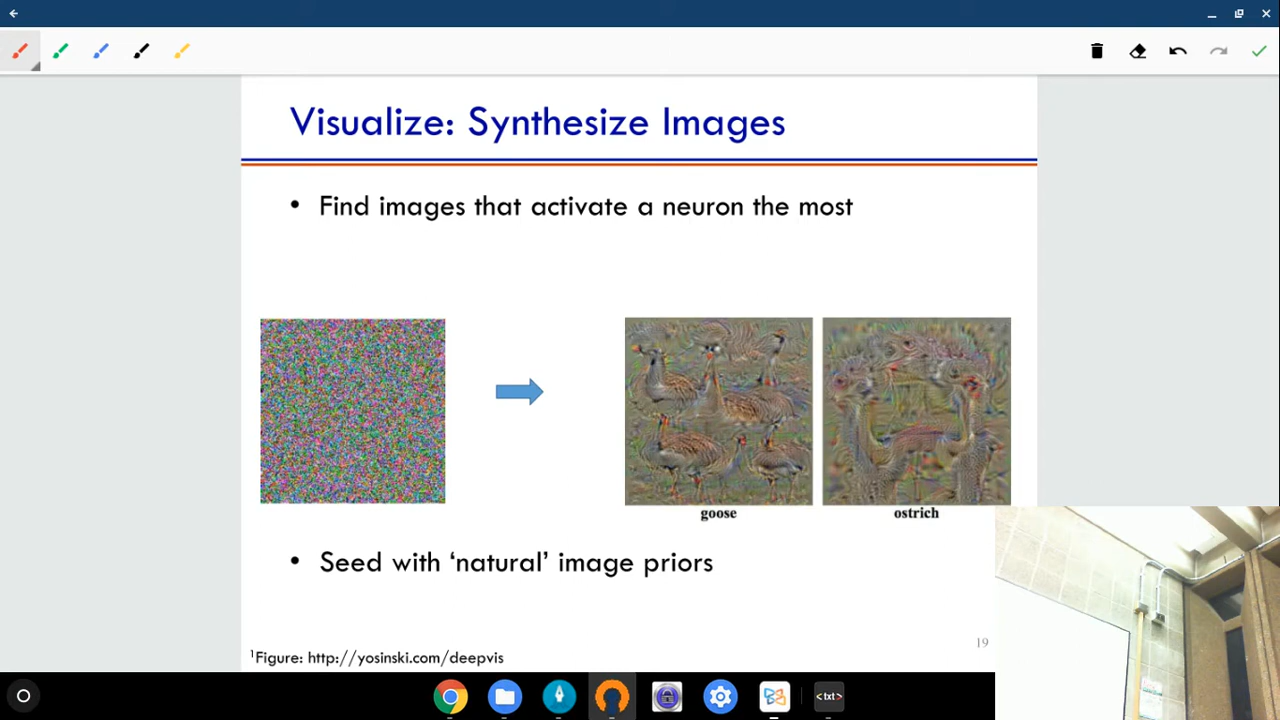 Visualize: Synthesize Images
• Find images that activate a neuron the most
goose
ostrich
• Seed with ‘natural’ image priors
19
¹Figure: http://yosinski.com/deepvis
<txt>